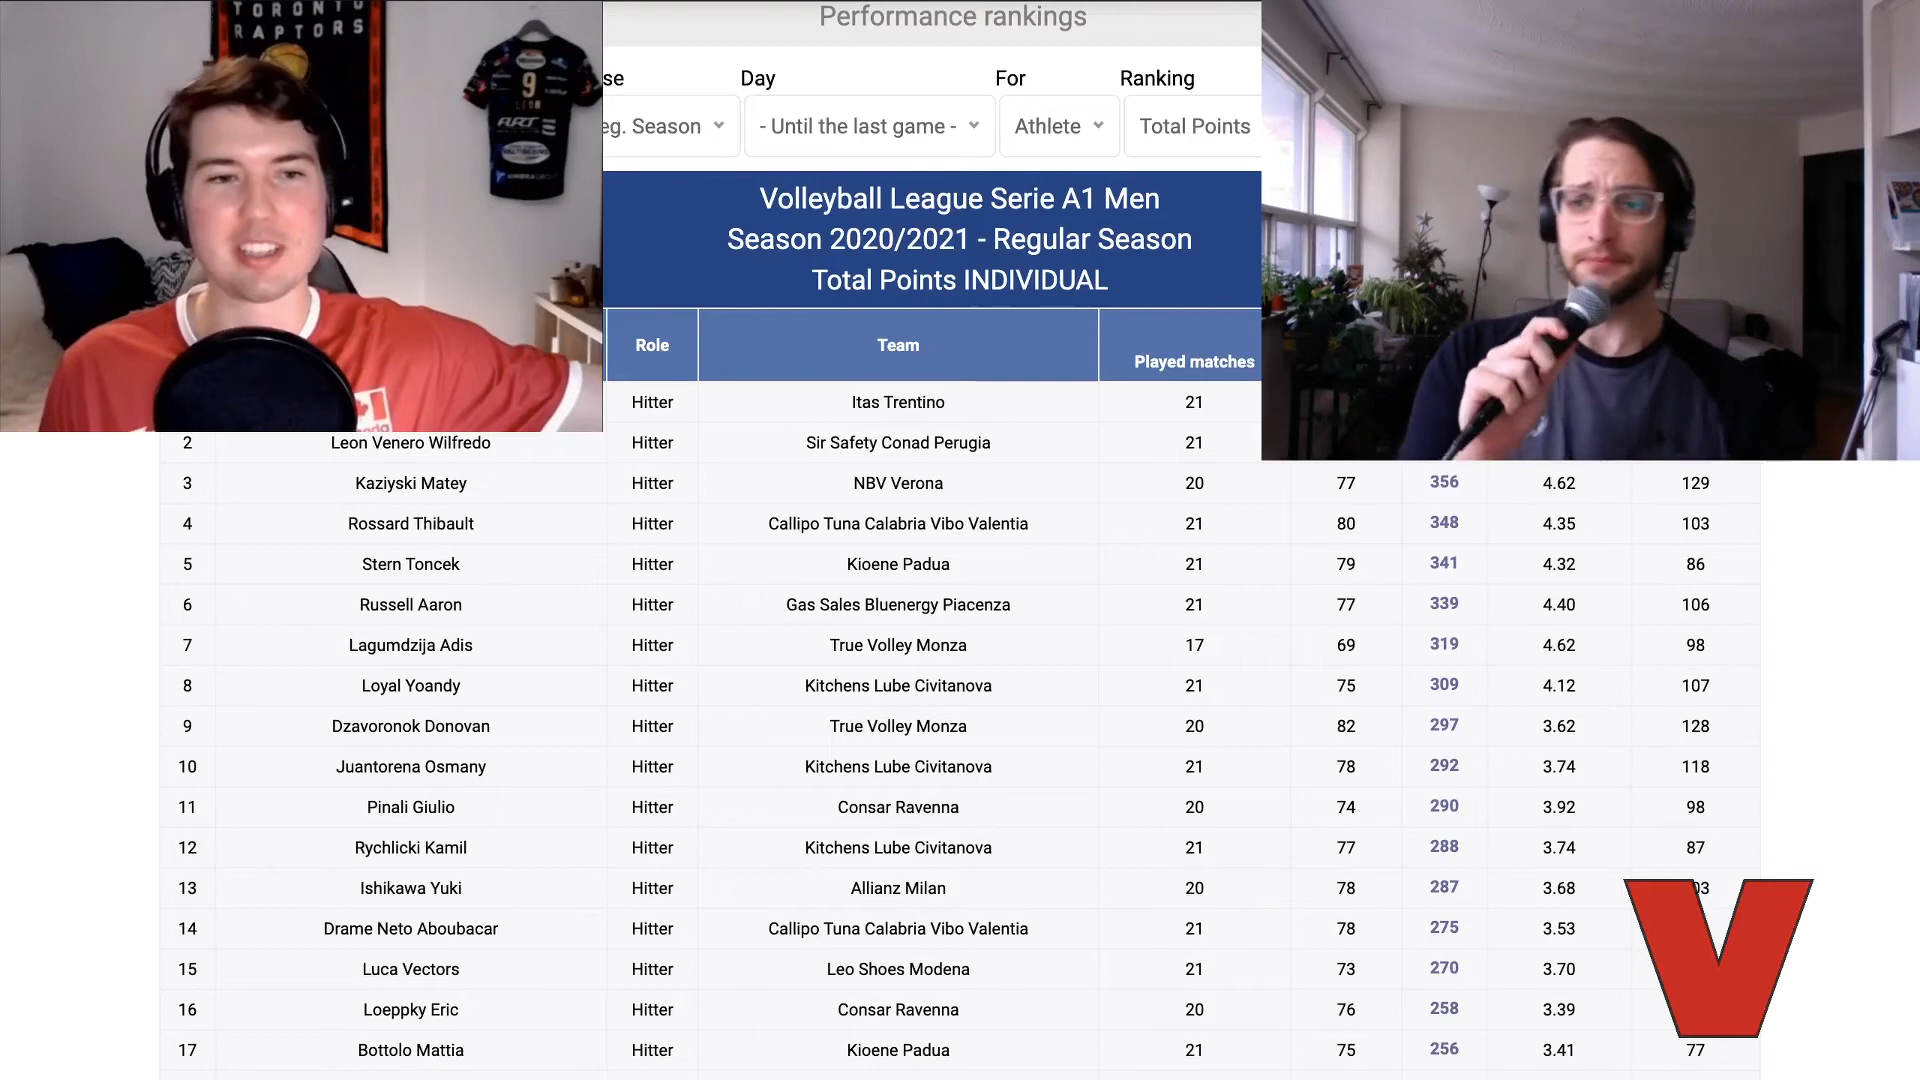 TORONTO
RAPTORS
9
LEON
ART
Performance rankings
se Day For Ranking
eg. Season - Until the last game - Athlete Total Points
Volleyball League Serie A1 Men
Season 2020/2021 - Regular Season
Total Points INDIVIDUAL
Role Team Played matches
Hitter Itas Trentino 21
2 Leon Venero Wilfredo Hitter Sir Safety Conad Perugia 21
3 Kaziyski Matey Hitter NBV Verona 20 77 356 4.62 129
4 Rossard Thibault Hitter Callipo Tuna Calabria Vibo Valentia 21 80 348 4.35 103
5 Stern Toncek Hitter Kioene Padua 21 79 341 4.32 86
6 Russell Aaron Hitter Gas Sales Bluenergy Piacenza 21 77 339 4.40 106
7 Lagumdzija Adis Hitter True Volley Monza 17 69 319 4.62 98
8 Loyal Yoandy Hitter Kitchens Lube Civitanova 21 75 309 4.12 107
9 Dzavoronok Donovan Hitter True Volley Monza 20 82 297 3.62 128
10 Juantorena Osmany Hitter Kitchens Lube Civitanova 21 78 292 3.74 118
11 Pinali Giulio Hitter Consar Ravenna 20 74 290 3.92 98
12 Rychlicki Kamil Hitter Kitchens Lube Civitanova 21 77 288 3.74 87
13 Ishikawa Yuki Hitter Allianz Milan 20 78 287 3.68 03
14 Drame Neto Aboubacar Hitter Callipo Tuna Calabria Vibo Valentia 21 78 275 3.53
15 Luca Vectors Hitter Leo Shoes Modena 21 73 270 3.70
16 Loeppky Eric Hitter Consar Ravenna 20 76 258 3.39
17 Bottolo Mattia Hitter Kioene Padua 21 75 256 3.41 77
V